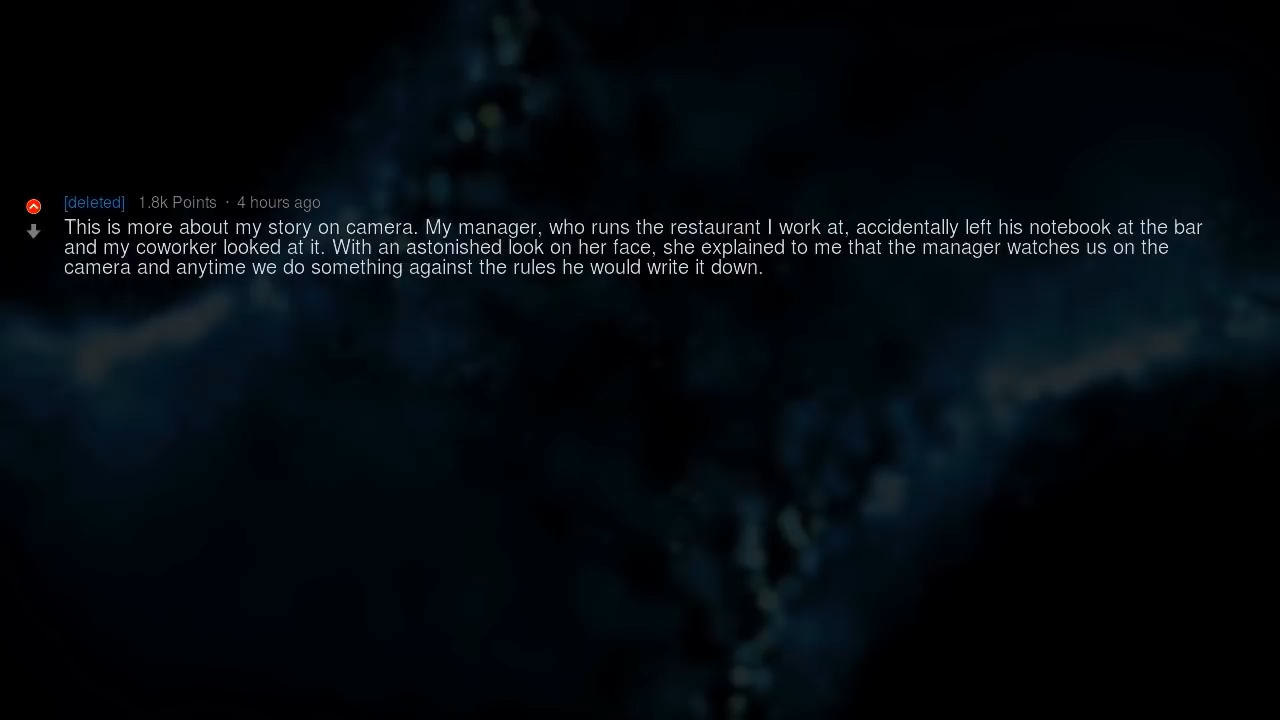 [deleted] 1.8k Points · 4 hours ago
This is more about my story on camera. My manager, who runs the restaurant I work at, accidentally left his notebook at the bar
and my coworker looked at it. With an astonished look on her face, she explained to me that the manager watches us on the
camera and anytime we do something against the rules he would write it down.